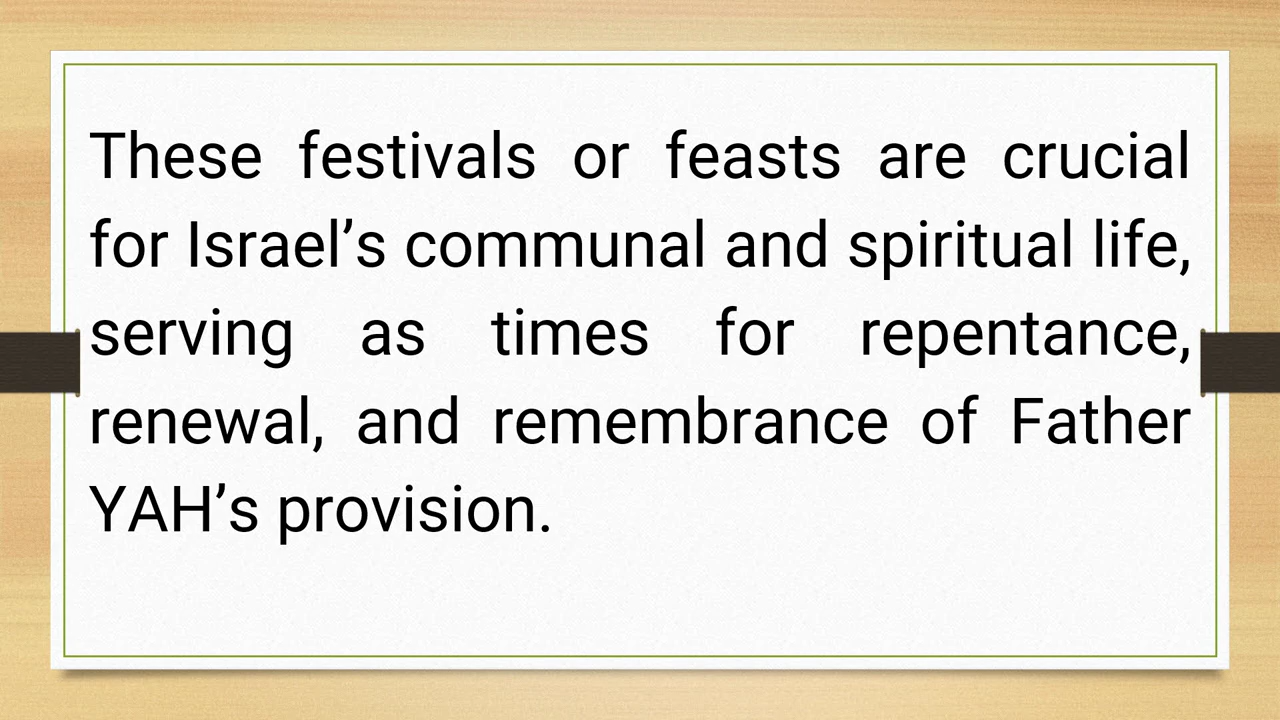 These festivals or feasts are crucial
for Israel’s communal and spiritual life,
serving as times for repentance,
renewal, and remembrance of Father
YAH’s provision.